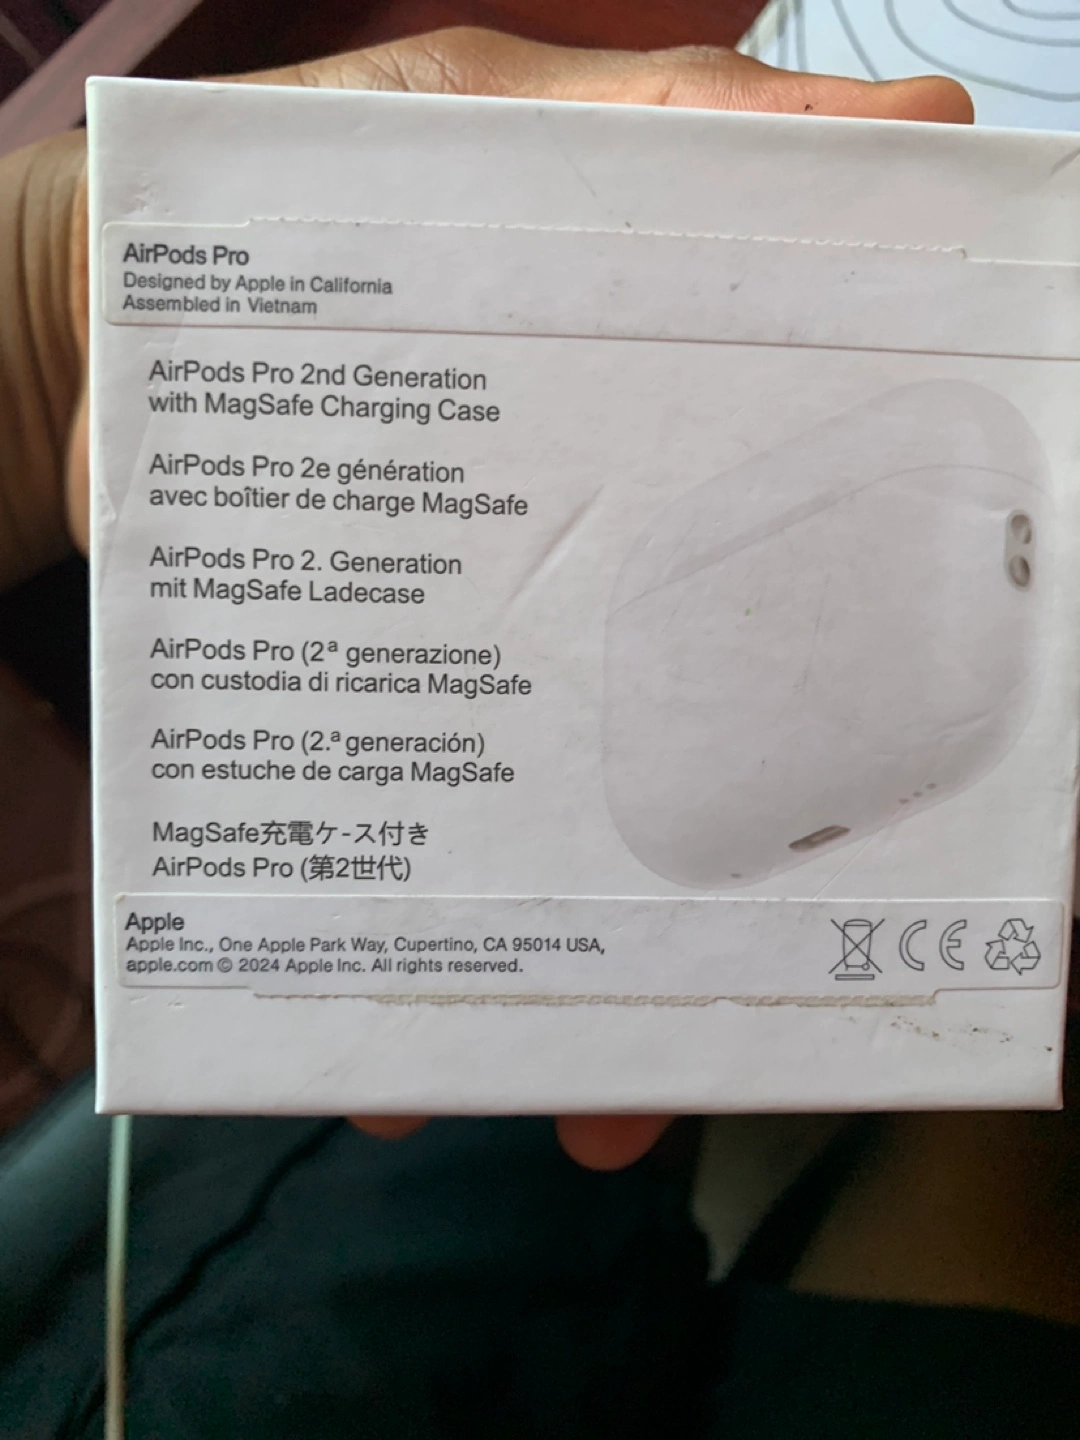 AirPods Pro
Designed by Apple in California
Assembled in Vietnam
AirPods Pro 2nd Generation
with MagSafe Charging Case
AirPods Pro 2e génération
avec boîtier de charge MagSafe
AirPods Pro 2. Generation
mit MagSafe Ladecase
AirPods Pro (2ª generazione)
con custodia di ricarica MagSafe
AirPods Pro (2.ª generación)
con estuche de carga MagSafe
MagSafe充電ケ-ス付き
AirPods Pro (第2世代)
Apple
Apple Inc., One Apple Park Way, Cupertino, CA 95014 USA,
apple.com © 2024 Apple Inc. All rights reserved.
CE